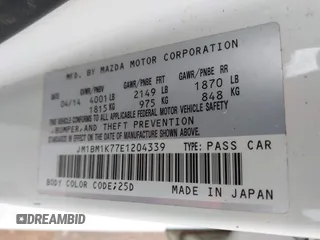 MFD. BY MAZDA MOTOR CORPORATION
GVWR/PNBV GAWR/PNBE FRT GAWR/PNBE RR
04/14 4001 LB 2149 LB 1870 LB
1815 KG 975 KG 848 KG
THIS VEHICLE CONFORMS TO ALL APPLICABLE FEDERAL MOTOR VEHICLE SAFETY,
BUMPER, AND THEFT PREVENTION
STANDARDS IN EFFECT ON THE DATE OF MANUFACTURE SHOWN ABOVE.
JM1BM1K77E1204339 TYPE: PASS CAR
BODY COLOR CODE:25D
MADE IN JAPAN
DREAMBID